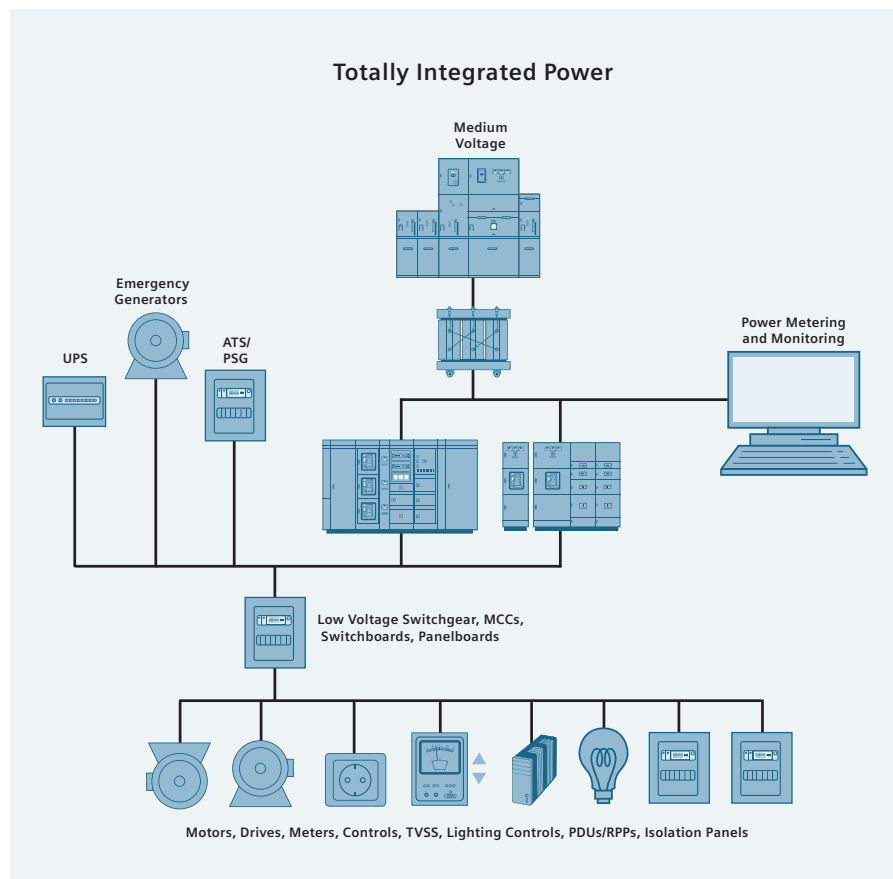 Totally Integrated Power
Medium
Voltage
Emergency
Generators
UPS
ATS/
PSG
Power Metering
and Monitoring
Low Voltage Switchgear, MCCs,
Switchboards, Panelboards
Motors, Drives, Meters, Controls, TVSS, Lighting Controls, PDUs/RPPs, Isolation Panels